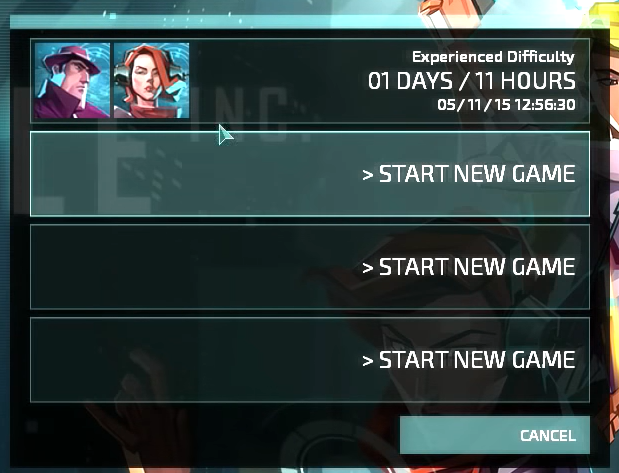 Experienced Difficulty
01 DAYS / 11 HOURS
05/11/15 12:56:30
INC.
> START NEW GAME
> START NEW GAME
> START NEW GAME
CANCEL